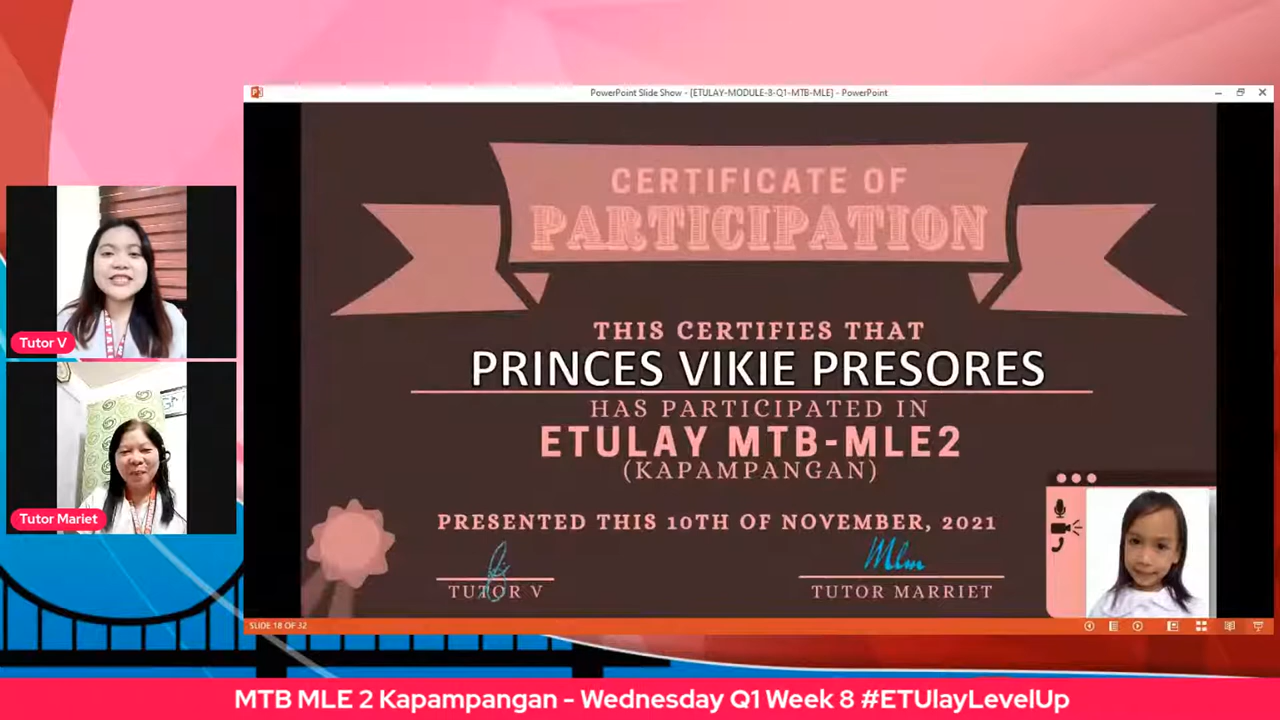 PowerPoint Slide Show - [ETULAY-MODULE-8-Q1-MTB-MLE] - PowerPoint
CERTIFICATE OF
PARTICIPATION
THIS CERTIFIES THAT
PRINCES VIKIE PRESORES
HAS PARTICIPATED IN
ETULAY MTB-MLE2
(KAPAMPANGAN)
PRESENTED THIS 10TH OF NOVEMBER, 2021
Mlm
TUTOR V
TUTOR MARRIET
SLIDE 18 OF 32
Tutor V
Tutor Mariet
MTB MLE 2 Kapampangan - Wednesday Q1 Week 8 #ETUlayLevelUp